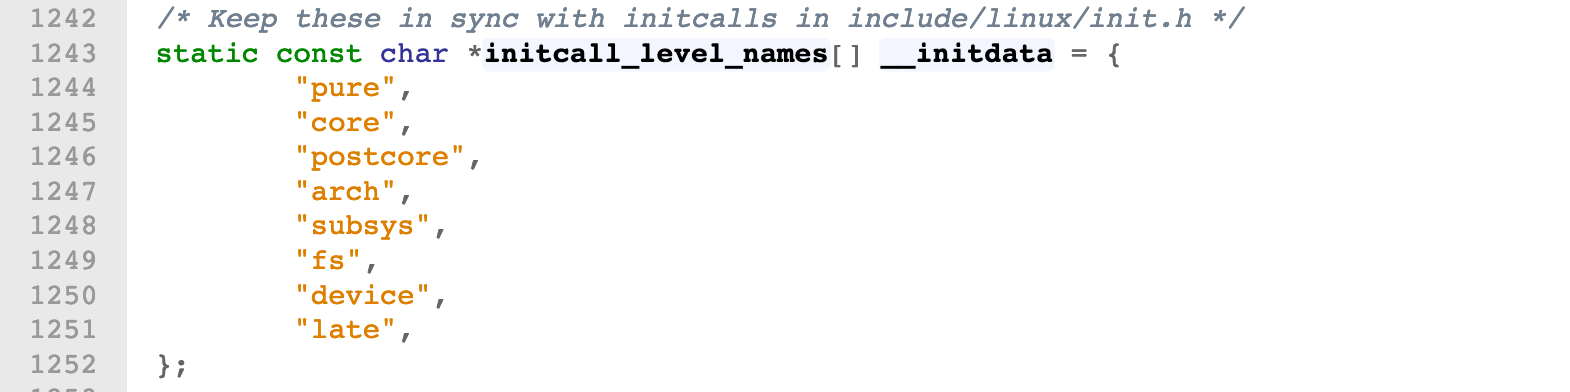 1242 /* Keep these in sync with initcalls in include/linux/init.h */
1243 static const char *initcall_level_names[] __initdata = {
1244 "pure",
1245 "core",
1246 "postcore",
1247 "arch",
1248 "subsys",
1249 "fs",
1250 "device",
1251 "late",
1252 };